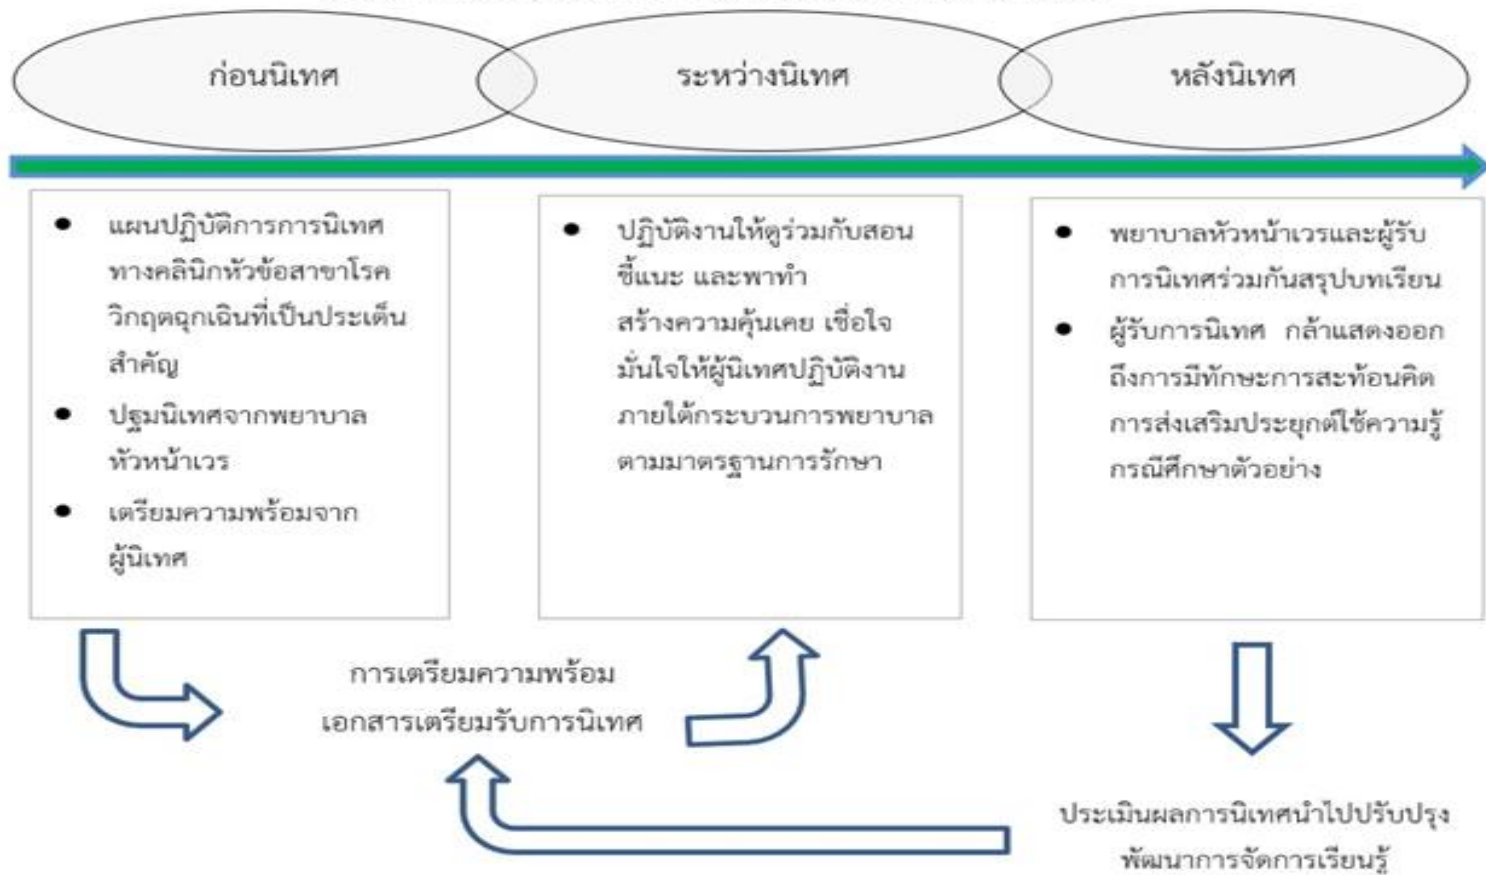 ก่อนนิเทศ
ระหว่างนิเทศ
หลังนิเทศ
● แผนปฏิบัติการการนิเทศ
ทางคลินิกหัวข้อสาขาโรค
วิกฤตฉุกเฉินที่เป็นประเด็น
สำคัญ
● ปฐมนิเทศจากพยาบาล
หัวหน้าเวร
● เตรียมความพร้อมจาก
ผู้นิเทศ
● ปฏิบัติงานให้ดูร่วมกับสอน
ชี้แนะ และพาทำ
สร้างความคุ้นเคย เชื่อใจ
มั่นใจให้ผู้นิเทศปฏิบัติงาน
ภายใต้กระบวนการพยาบาล
ตามมาตรฐานการรักษา
● พยาบาลหัวหน้าเวรและผู้รับ
การนิเทศร่วมกันสรุปบทเรียน
● ผู้รับการนิเทศ กล้าแสดงออก
ถึงการมีทักษะการสะท้อนคิด
การส่งเสริมประยุกต์ใช้ความรู้
กรณีศึกษาตัวอย่าง
การเตรียมความพร้อม
เอกสารเตรียมรับการนิเทศ
ประเมินผลการนิเทศนำไปปรับปรุง
พัฒนาการจัดการเรียนรู้